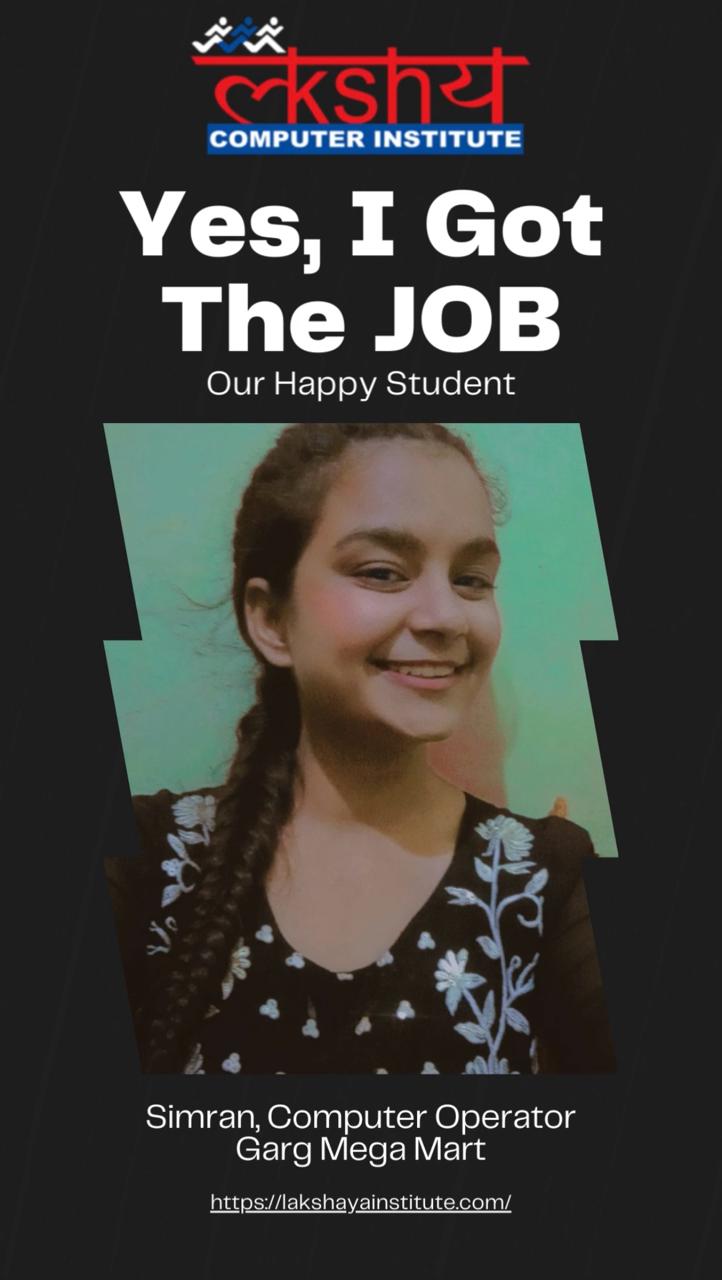 लkshय
COMPUTER INSTITUTE
Yes, I Got
The JOB
Our Happy Student
Simran, Computer Operator
Garg Mega Mart
https://lakshayainstitute.com/